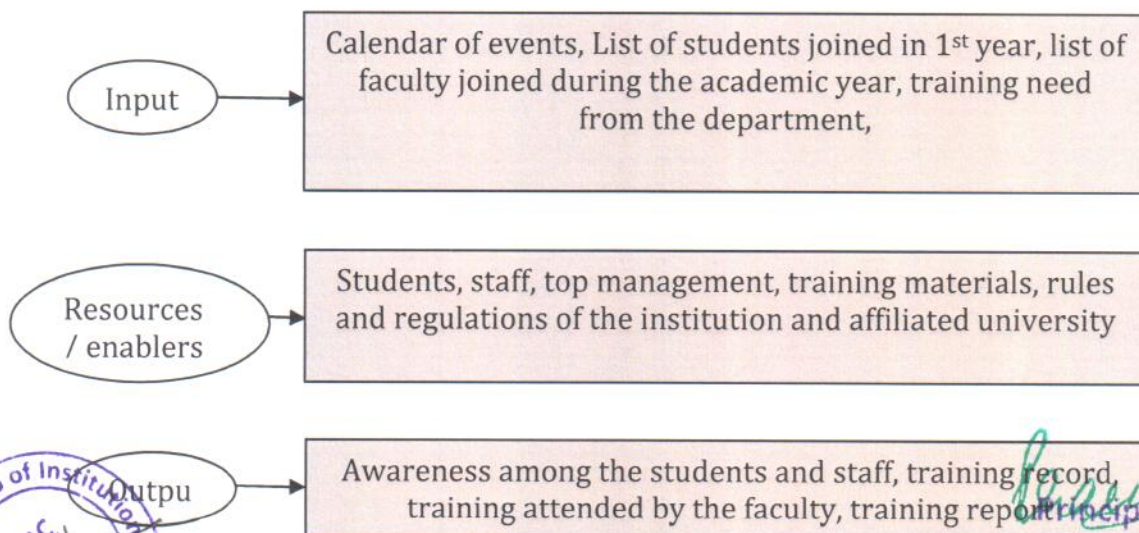 Input
Calendar of events, List of students joined in 1st year, list of
faculty joined during the academic year, training need
from the department,
Resources
/ enablers
Students, staff, top management, training materials, rules
and regulations of the institution and affiliated university
Outpu
Awareness among the students and staff, training record,
training attended by the faculty, training report
of Institution